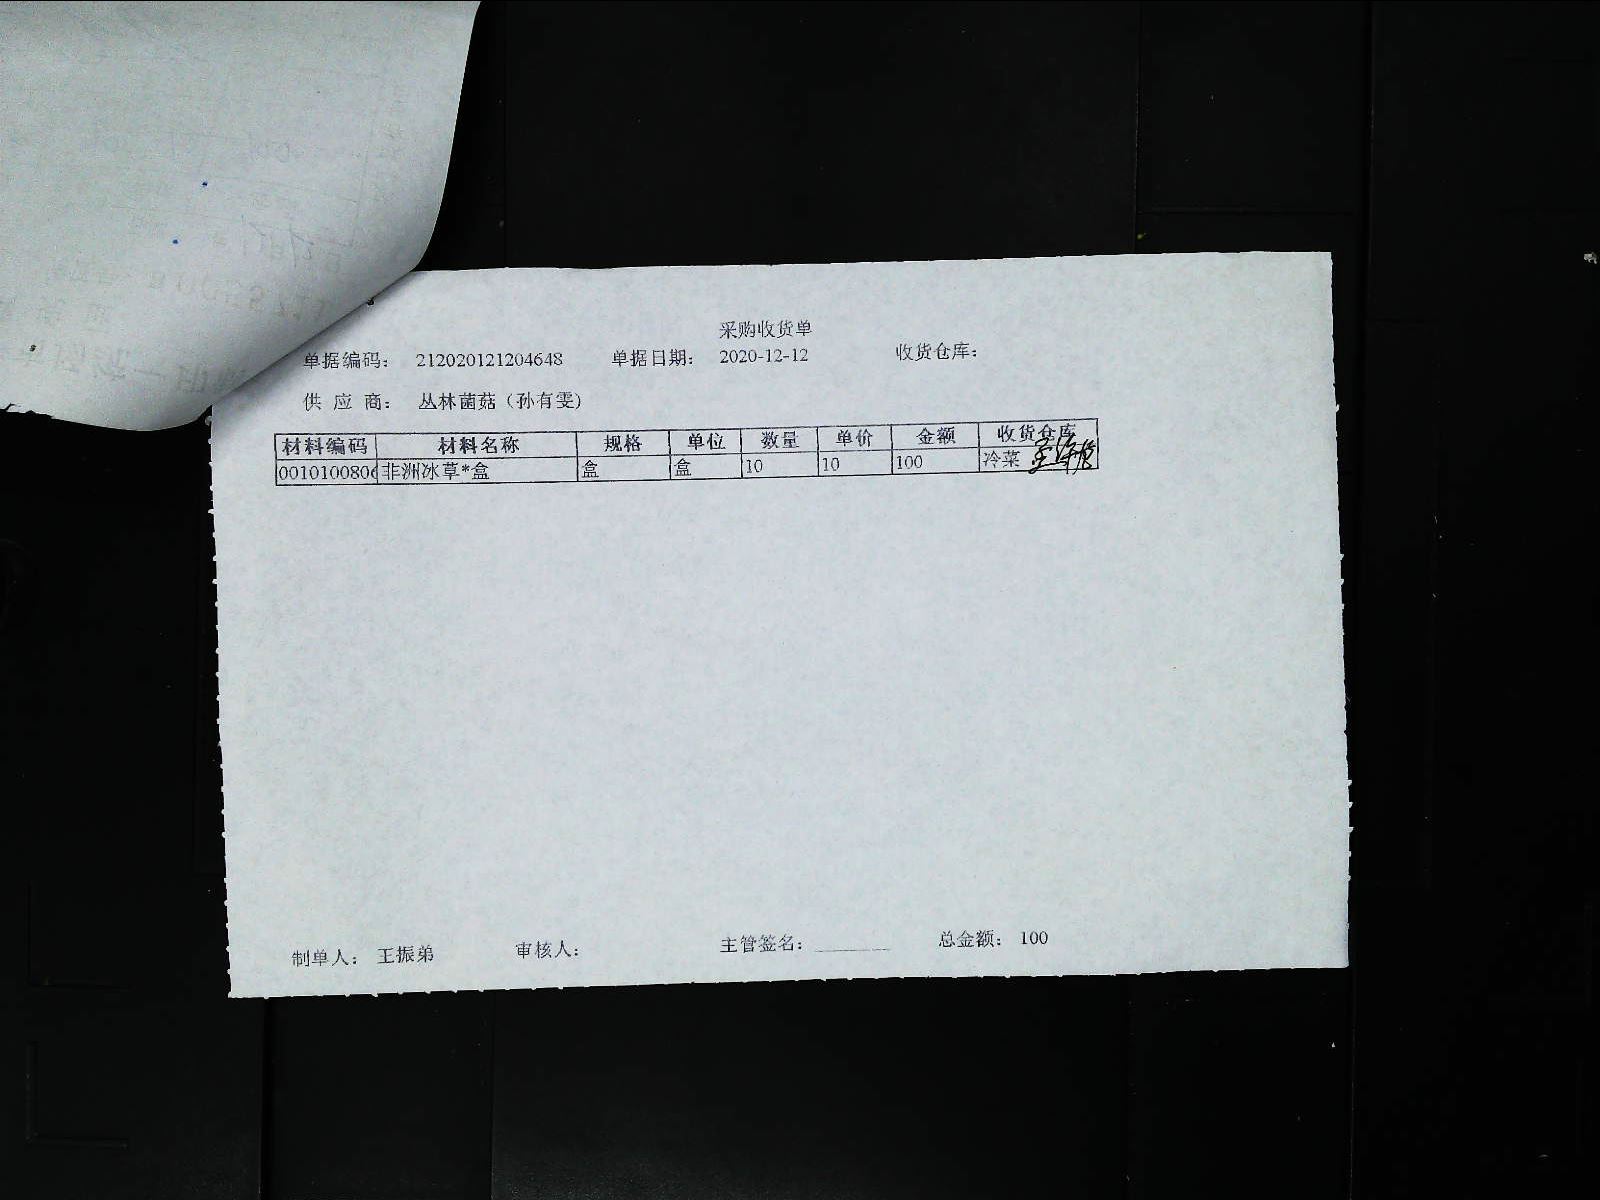 采购收货单
单据编码： 212020121204648 单据日期： 2020-12-12 收货仓库：
供 应 商： 丛林菌菇（孙有雯）
材料编码 材料名称 规格 单位 数量 单价 金额 收货仓库
0010100806 非洲冰草*盒 盒 盒 10 10 100 冷菜
制单人： 王振弟 审核人： 主管签名： 总金额： 100